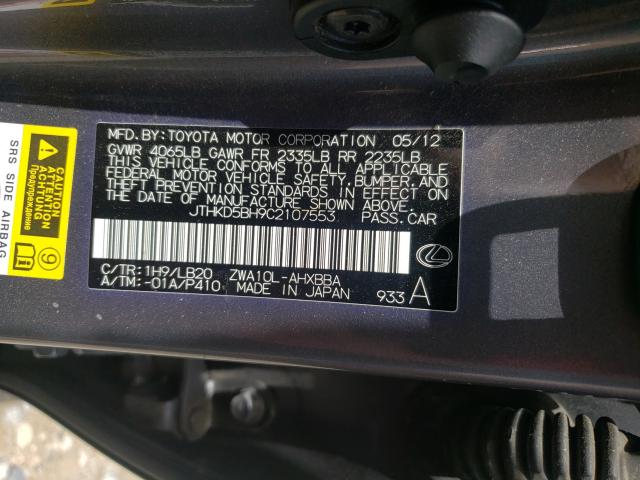 MFD.BY:TOYOTA MOTOR CORPORATION 05/12
GVWR 4065LB GAWR FR 2335LB RR 2235LB
THIS VEHICLE CONFORMS TO ALL APPLICABLE
FEDERAL MOTOR VEHICLE SAFETY,BUMPER,AND
THEFT PREVENTION STANDARDS IN EFFECT ON
THE DATE OF MANUFACTURE SHOWN ABOVE.
JTHKD5BH9C2107553 PASS.CAR
C/TR:1H9/LB20 ZWA10L-AHXBBA
A/TM:-01A/P410 MADE IN JAPAN 933 A
SRS SIDE AIRBAG
CAUTION
ATTENTION
Предупреждение
9